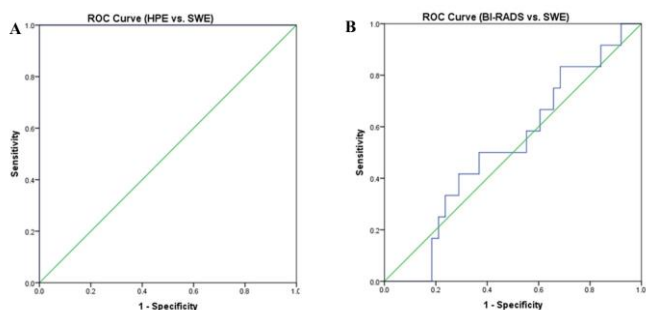 A
ROC Curve (HPE vs. SWE)
Sensitivity
1.0
0.8
0.6
0.4
0.2
0.0
0.0 0.2 0.4 0.6 0.8 1.0
1 - Specificity
B
ROC Curve (BI-RADS vs. SWE)
Sensitivity
1.0
0.8
0.6
0.4
0.2
0.0
0.0 0.2 0.4 0.6 0.8 1.0
1 - Specificity